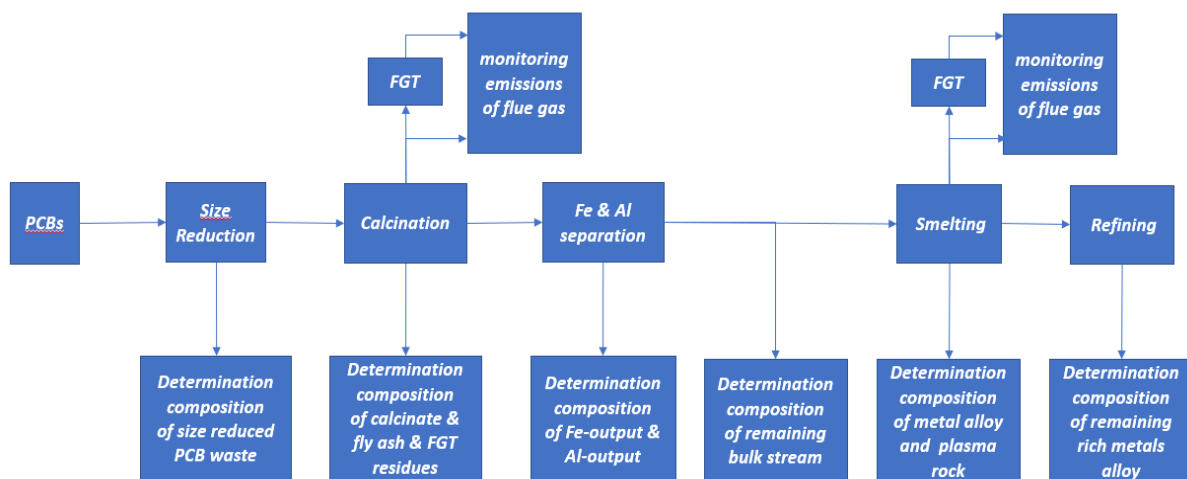 FGT
monitoring
emissions
of flue gas
FGT
monitoring
emissions
of flue gas
PCBs
Size
Reduction
Calcination
Fe & Al
separation
Smelting
Refining
Determination
composition
of size reduced
PCB waste
Determination
composition
of calcinate &
fly ash & FGT
residues
Determination
composition
of Fe-output &
Al-output
Determination
composition
of remaining
bulk stream
Determination
composition
of metal alloy
and plasma
rock
Determination
composition
of remaining
rich metals
alloy